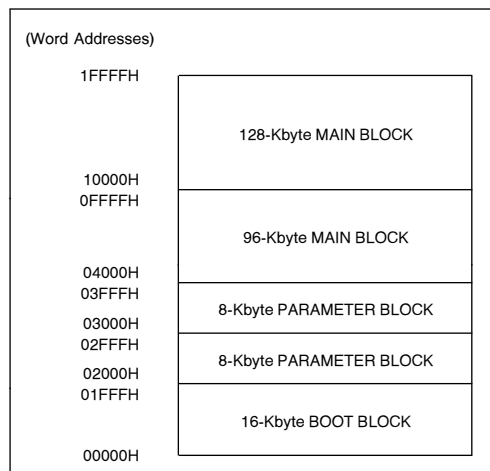 (Word Addresses)
1FFFFH
128-Kbyte MAIN BLOCK
10000H
0FFFFH
96-Kbyte MAIN BLOCK
04000H
03FFFH
8-Kbyte PARAMETER BLOCK
03000H
02FFFH
8-Kbyte PARAMETER BLOCK
02000H
01FFFH
16-Kbyte BOOT BLOCK
00000H